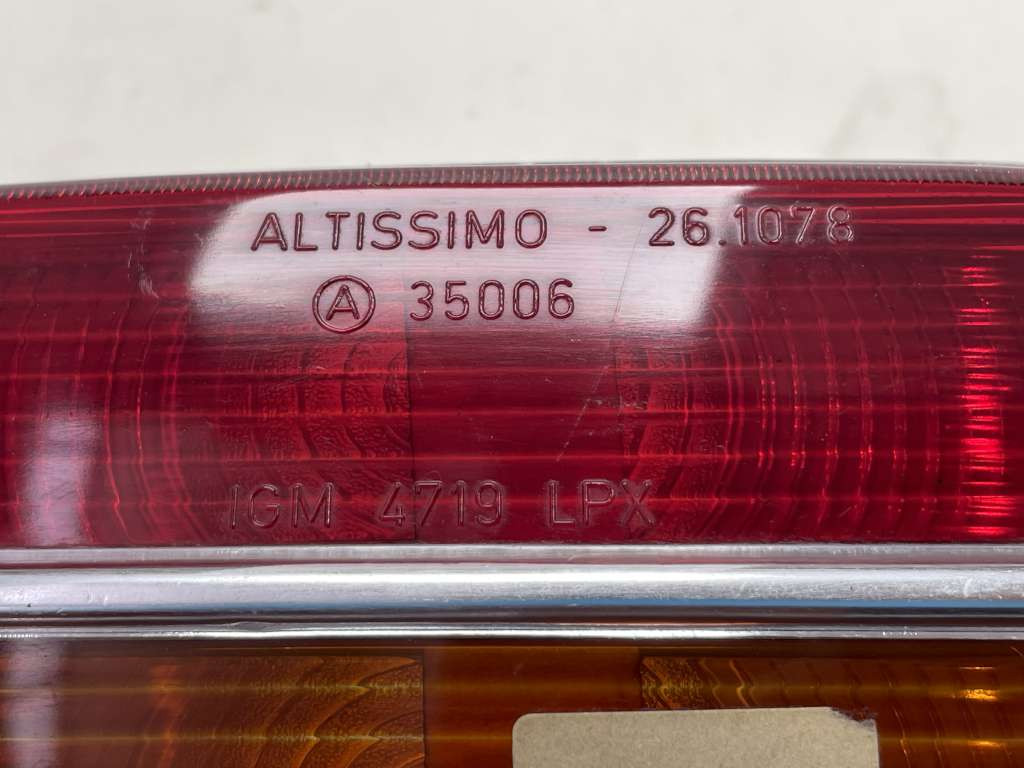 ALTISSIMO - 26.1078
Ⓐ 35006
IGM 4719 LPX